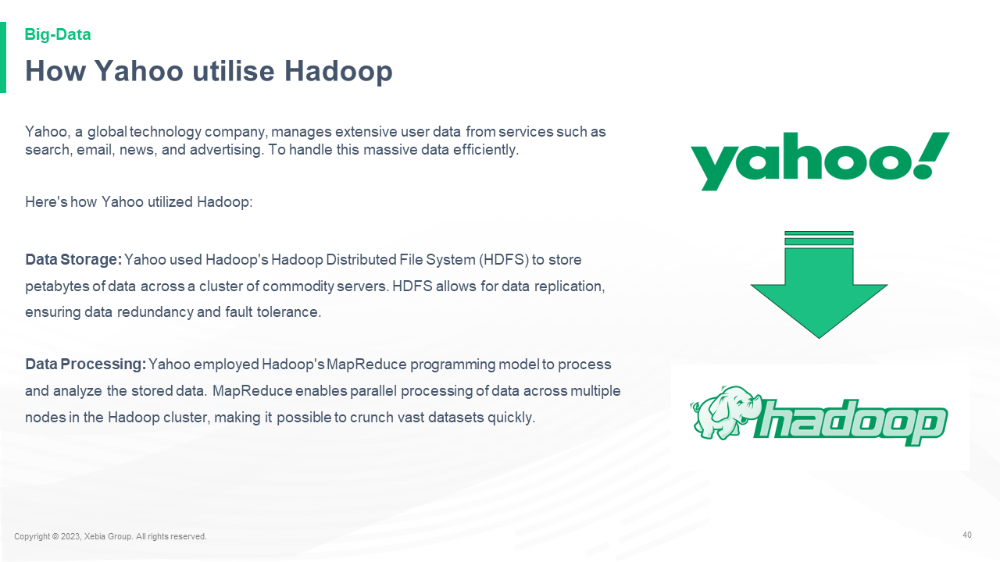 Big-Data
How Yahoo utilise Hadoop
Yahoo, a global technology company, manages extensive user data from services such as
search, email, news, and advertising. To handle this massive data efficiently.
Here's how Yahoo utilized Hadoop:
Data Storage: Yahoo used Hadoop's Hadoop Distributed File System (HDFS) to store
petabytes of data across a cluster of commodity servers. HDFS allows for data replication,
ensuring data redundancy and fault tolerance.
Data Processing: Yahoo employed Hadoop's MapReduce programming model to process
and analyze the stored data. MapReduce enables parallel processing of data across multiple
nodes in the Hadoop cluster, making it possible to crunch vast datasets quickly.
yahoo!
hadoop
Copyright © 2023, Xebia Group. All rights reserved.
40